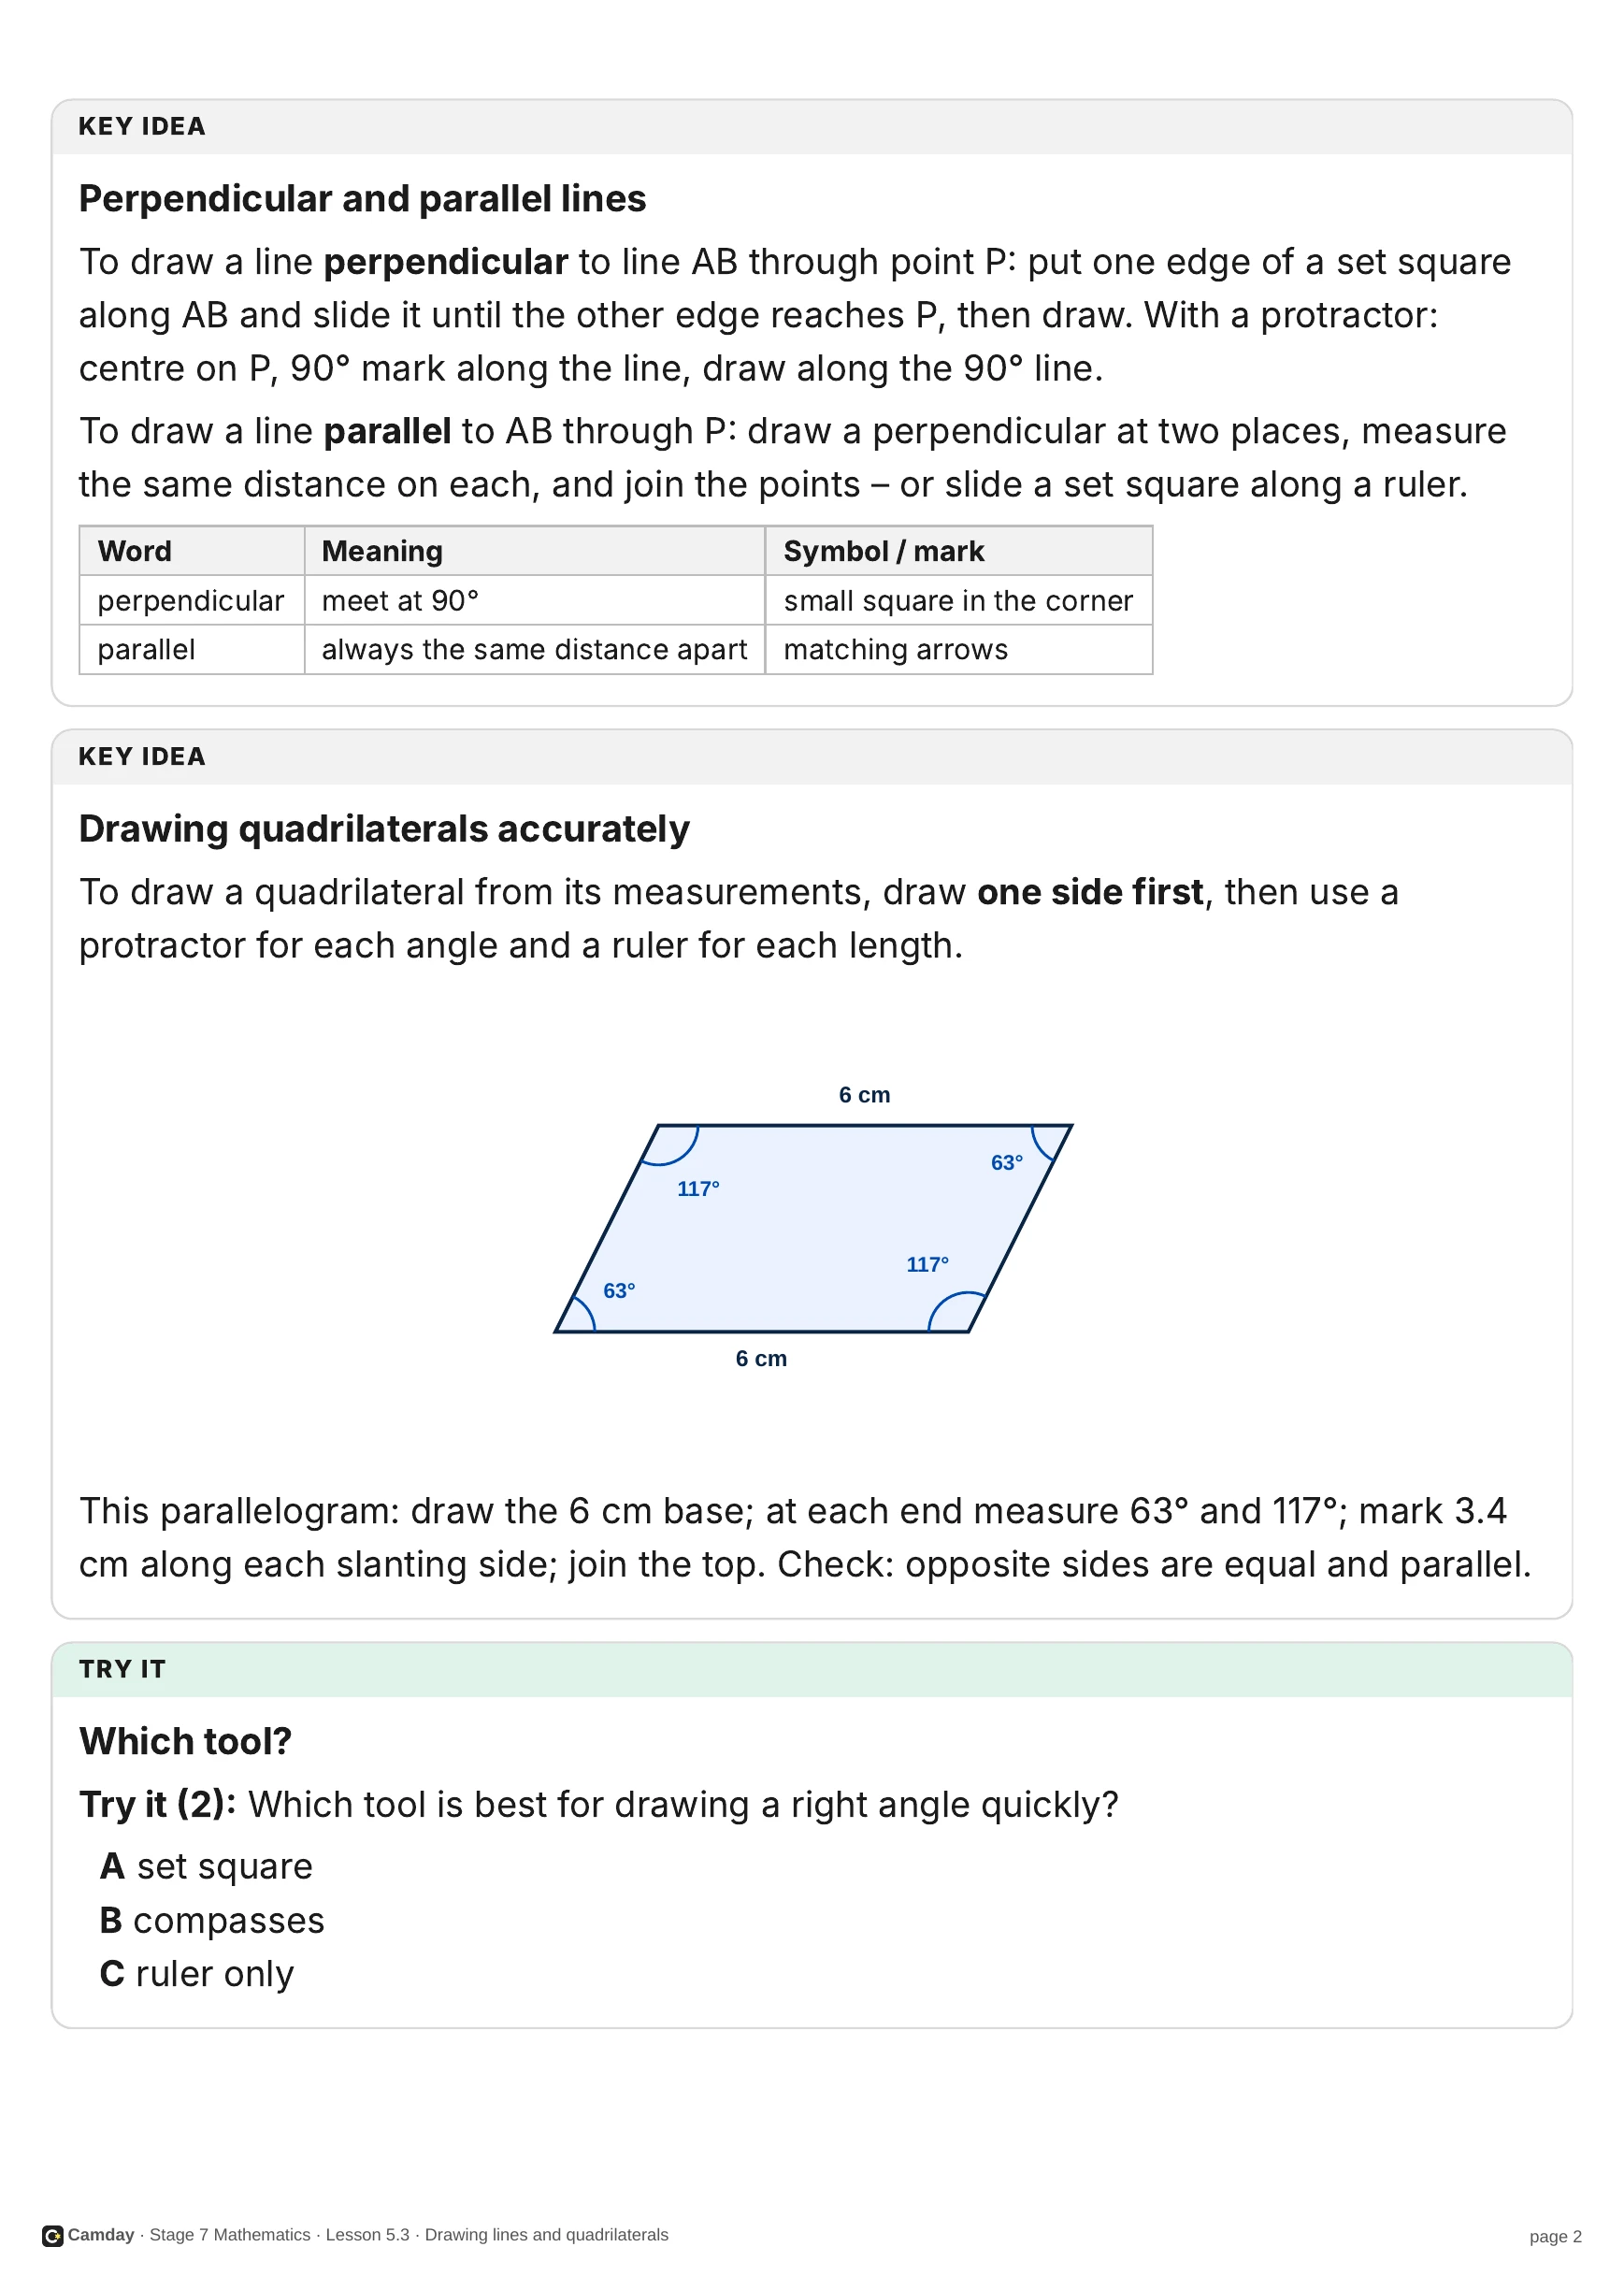 KEY IDEA
Perpendicular and parallel lines
To draw a line perpendicular to line AB through point P: put one edge of a set square
along AB and slide it until the other edge reaches P, then draw. With a protractor:
centre on P, 90° mark along the line, draw along the 90° line.
To draw a line parallel to AB through P: draw a perpendicular at two places, measure
the same distance on each, and join the points – or slide a set square along a ruler.
Word Meaning Symbol / mark
perpendicular meet at 90° small square in the corner
parallel always the same distance apart matching arrows
KEY IDEA
Drawing quadrilaterals accurately
To draw a quadrilateral from its measurements, draw one side first, then use a
protractor for each angle and a ruler for each length.
6 cm
63°
117°
117°
63°
6 cm
This parallelogram: draw the 6 cm base; at each end measure 63° and 117°; mark 3.4
cm along each slanting side; join the top. Check: opposite sides are equal and parallel.
TRY IT
Which tool?
Try it (2): Which tool is best for drawing a right angle quickly?
A set square
B compasses
C ruler only
Camday · Stage 7 Mathematics · Lesson 5.3 · Drawing lines and quadrilaterals page 2